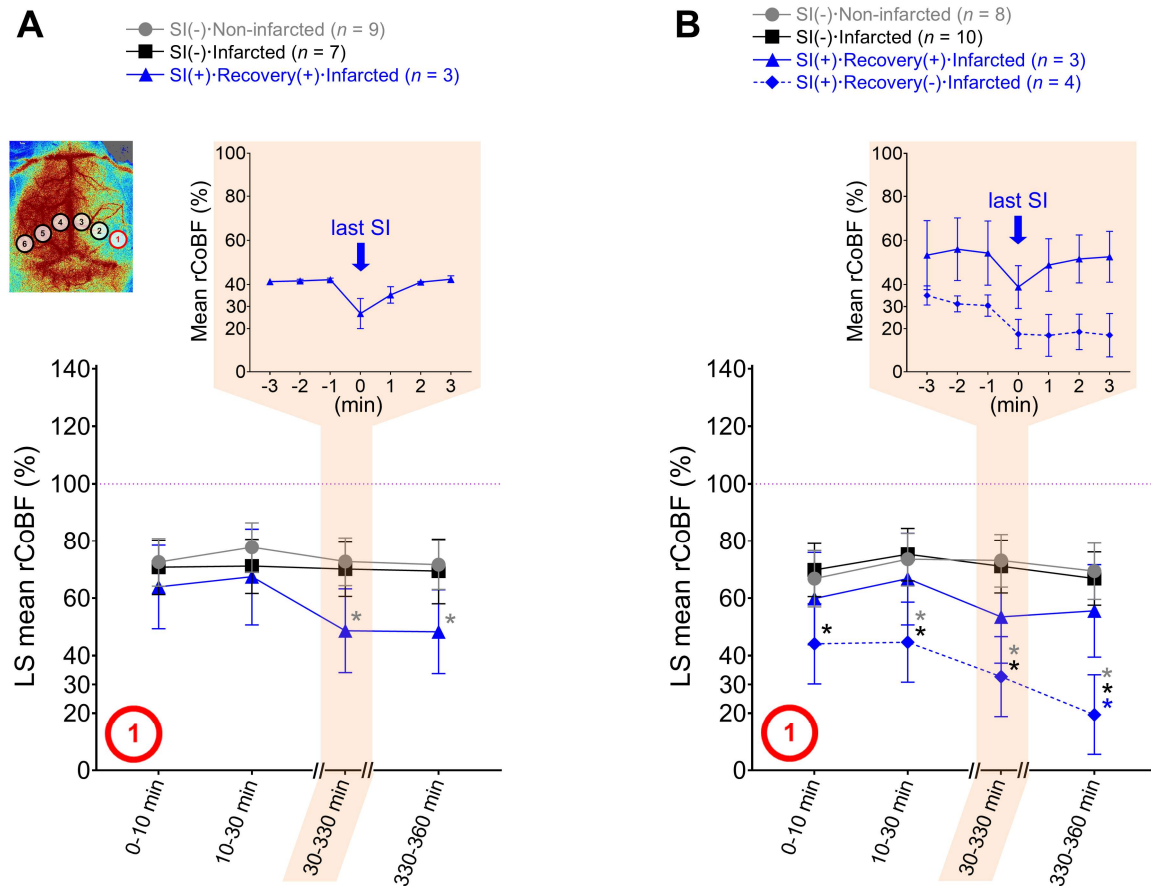 A
SI(-)·Non-infarcted (n = 9)
SI(-)·Infarcted (n = 7)
SI(+)·Recovery(+)·Infarcted (n = 3)
6
5
4
3
2
1
Mean rCoBF (%)
100
80
60
40
30
20
0
last SI
-3 -2 -1 0 1 2 3
(min)
LS mean rCoBF (%)
140
120
100
80
60
40
30
20
0
*
*
1
0-10 min
10-30 min
30-330 min
330-360 min
B
SI(-)·Non-infarcted (n = 8)
SI(-)·Infarcted (n = 10)
SI(+)·Recovery(+)·Infarcted (n = 3)
SI(+)·Recovery(-)·Infarcted (n = 4)
Mean rCoBF (%)
100
80
60
40
30
20
0
last SI
-3 -2 -1 0 1 2 3
(min)
LS mean rCoBF (%)
140
120
100
80
60
40
30
20
0
*
*
*
*
*
*
*
*
1
0-10 min
10-30 min
30-330 min
330-360 min